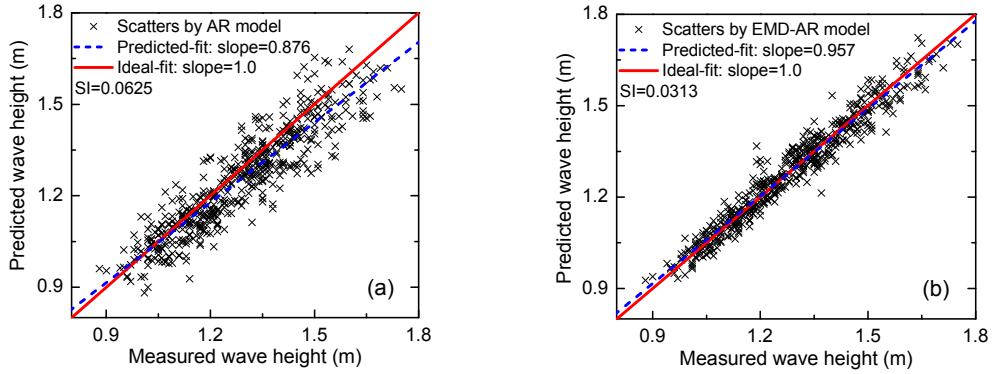 Scatters by AR model
Predicted-fit: slope=0.876
Ideal-fit: slope=1.0
SI=0.0625
1.8
1.5
1.2
0.9
Predicted wave height (m)
(a)
0.9 1.2 1.5 1.8
Measured wave height (m)
Scatters by EMD-AR model
Predicted-fit: slope=0.957
Ideal-fit: slope=1.0
SI=0.0313
1.8
1.5
1.2
0.9
Predicted wave height (m)
(b)
0.9 1.2 1.5 1.8
Measured wave height (m)